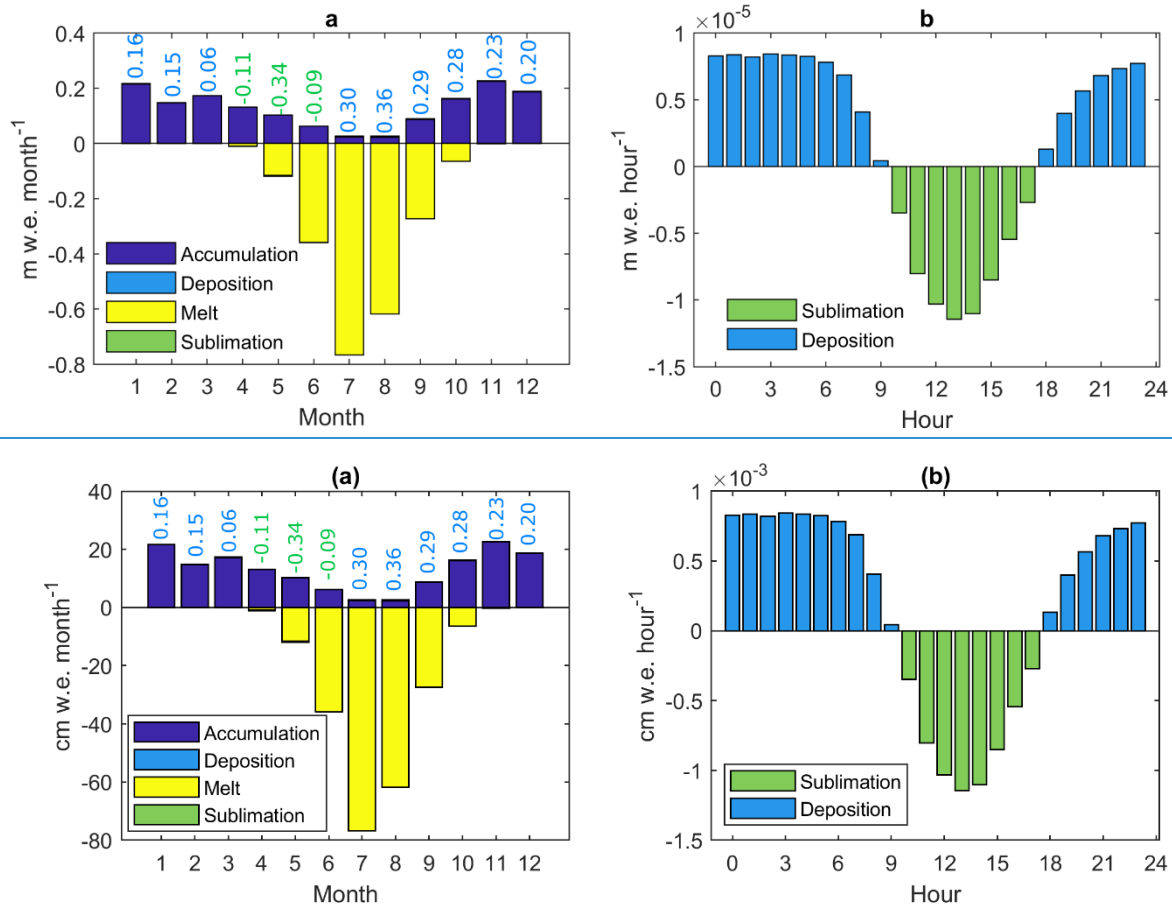 a
0.4
0.2
0
-0.2
-0.4
-0.6
-0.8
m w.e. month⁻¹
0.16
0.15
0.06
-0.11
-0.34
-0.09
0.30
0.36
0.29
0.28
0.23
0.20
Accumulation
Deposition
Melt
Sublimation
1 2 3 4 5 6 7 8 9 10 11 12
Month
b
×10⁻⁵
1
0.5
0
-0.5
-1
-1.5
m w.e. hour⁻¹
Sublimation
Deposition
0 3 6 9 12 15 18 21 24
Hour
(a)
40
20
0
-20
-40
-60
-80
cm w.e. month⁻¹
0.16
0.15
0.06
-0.11
-0.34
-0.09
0.30
0.36
0.29
0.28
0.23
0.20
Accumulation
Deposition
Melt
Sublimation
1 2 3 4 5 6 7 8 9 10 11 12
Month
(b)
×10⁻³
1
0.5
0
-0.5
-1
-1.5
cm w.e. hour⁻¹
Sublimation
Deposition
0 3 6 9 12 15 18 21 24
Hour